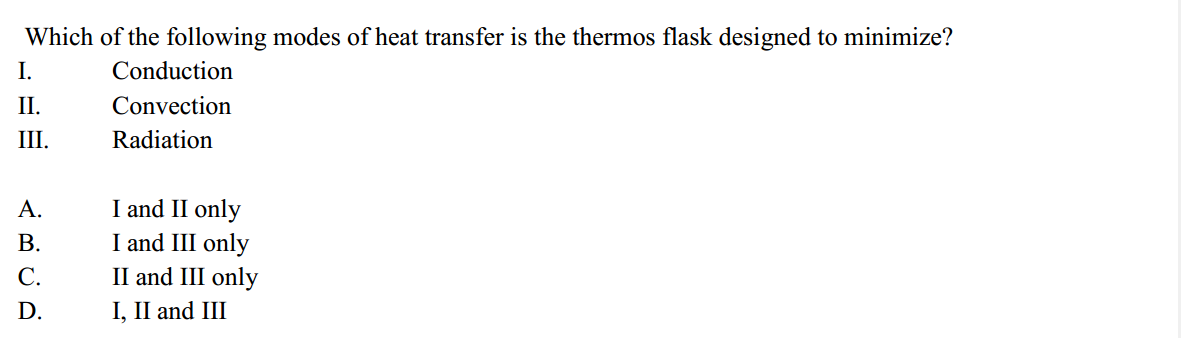 Which of the following modes of heat transfer is the thermos flask designed to minimize?
I. Conduction
II. Convection
III. Radiation
A. I and II only
B. I and III only
C. II and III only
D. I, II and III